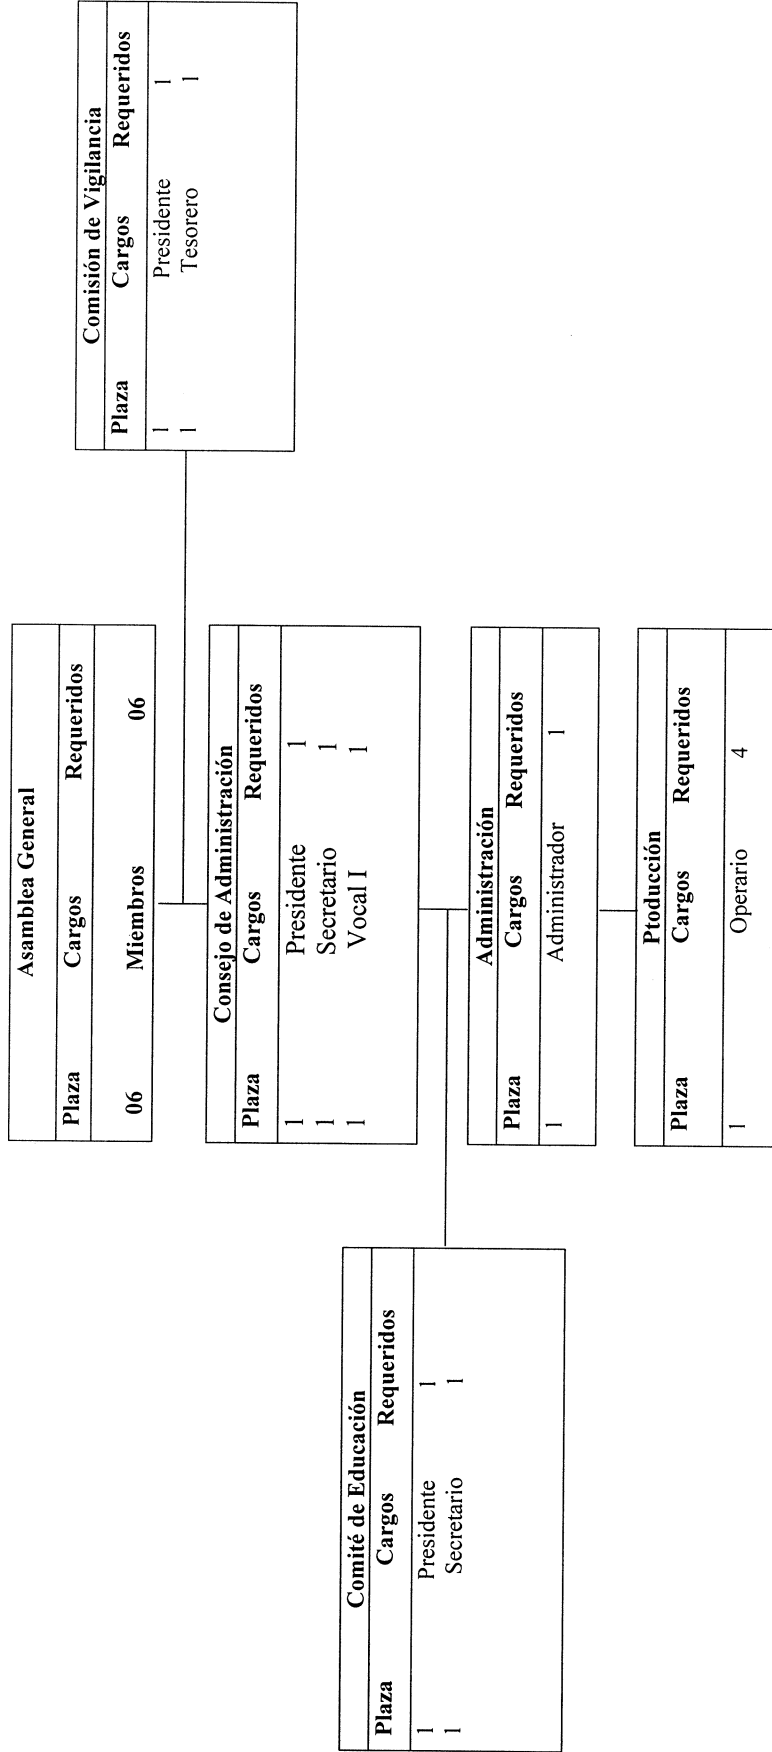 Asamblea General
Plaza Cargos Requeridos
06 Miembros 06
Comisión de Vigilancia
Plaza Cargos Requeridos
1 Presidente 1
1 Tesorero 1
Consejo de Administración
Plaza Cargos Requeridos
1 Presidente 1
1 Secretario 1
1 Vocal I 1
Comité de Educación
Plaza Cargos Requeridos
1 Presidente 1
1 Secretario 1
Administración
Plaza Cargos Requeridos
1 Administrador 1
Ptoducción
Plaza Cargos Requeridos
1 Operario 4